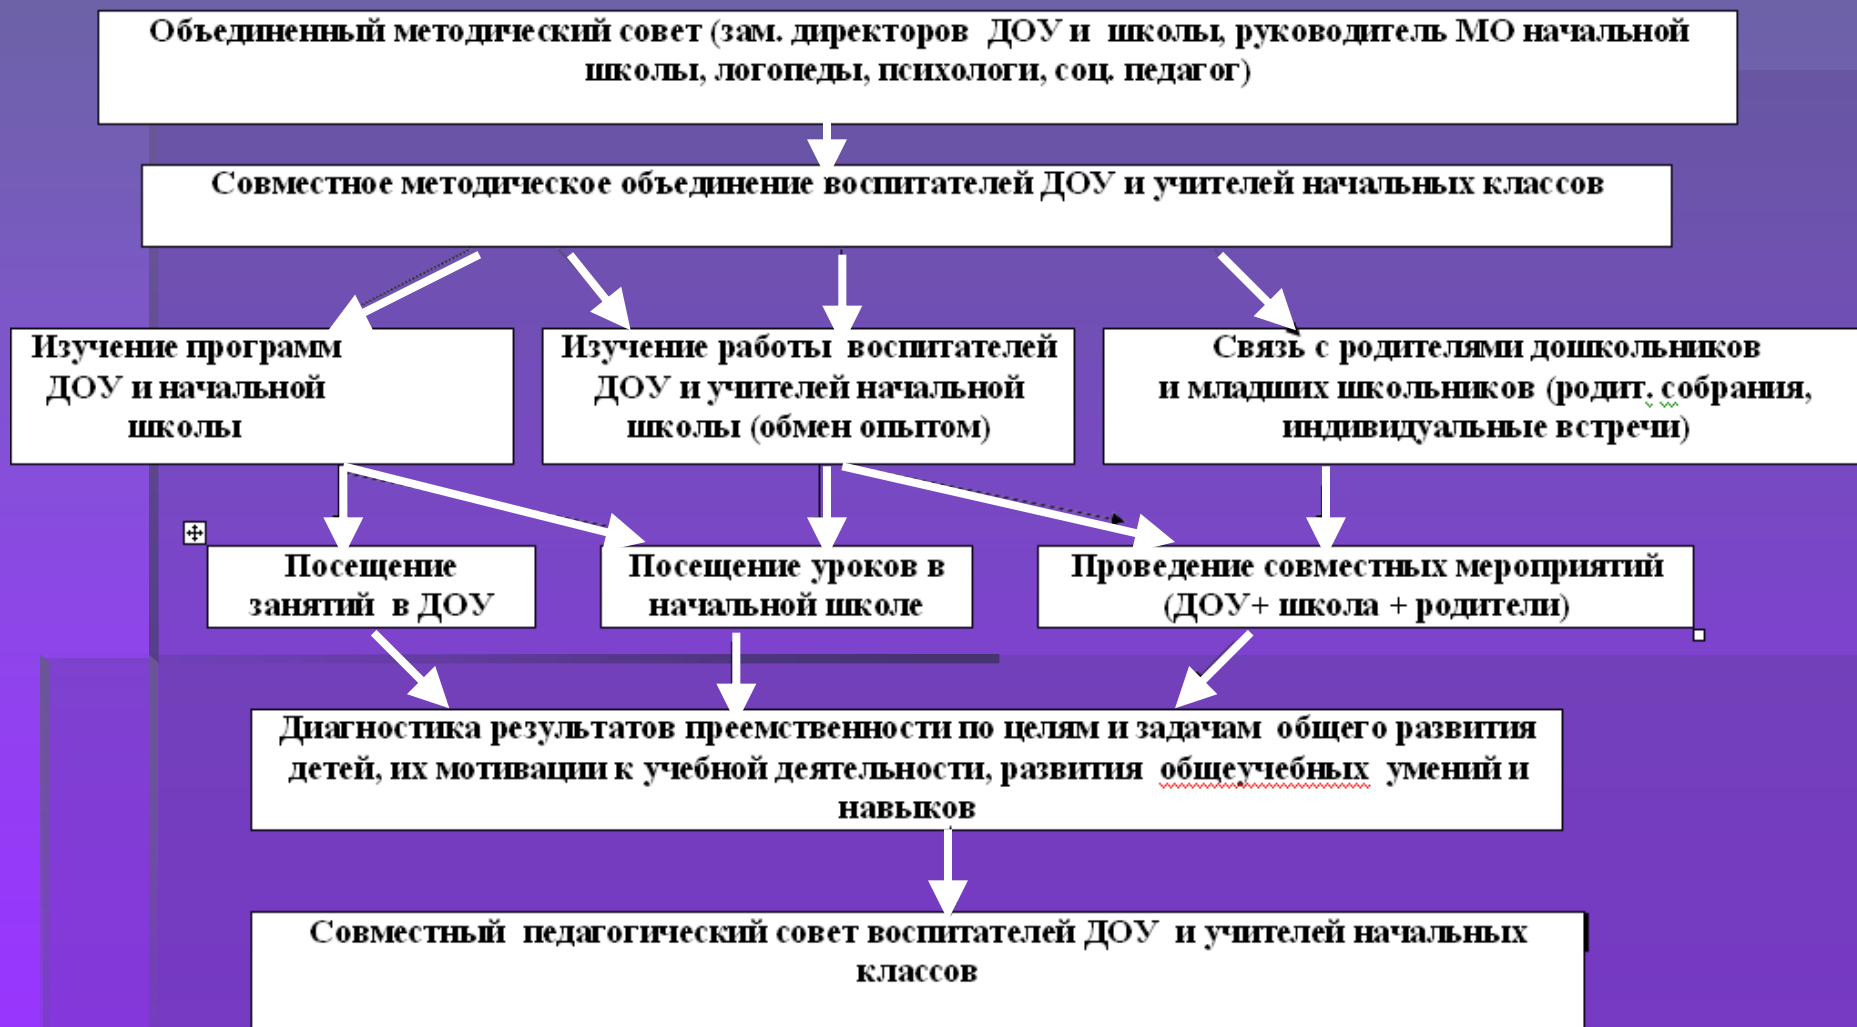 Объединенный методический совет (зам. директоров ДОУ и школы, руководитель МО начальной
школы, логопеды, психологи, соц. педагог)
Совместное методическое объединение воспитателей ДОУ и учителей начальных классов
Изучение программ
ДОУ и начальной
школы
Изучение работы воспитателей
ДОУ и учителей начальной
школы (обмен опытом)
Связь с родителями дошкольников
и младших школьников (родит. собрания,
индивидуальные встречи)
Посещение
занятий в ДОУ
Посещение уроков в
начальной школе
Проведение совместных мероприятий
(ДОУ+ школа + родители)
Диагностика результатов преемственности по целям и задачам общего развития
детей, их мотивации к учебной деятельности, развития общеучебных умений и
навыков
Совместный педагогический совет воспитателей ДОУ и учителей начальных
классов